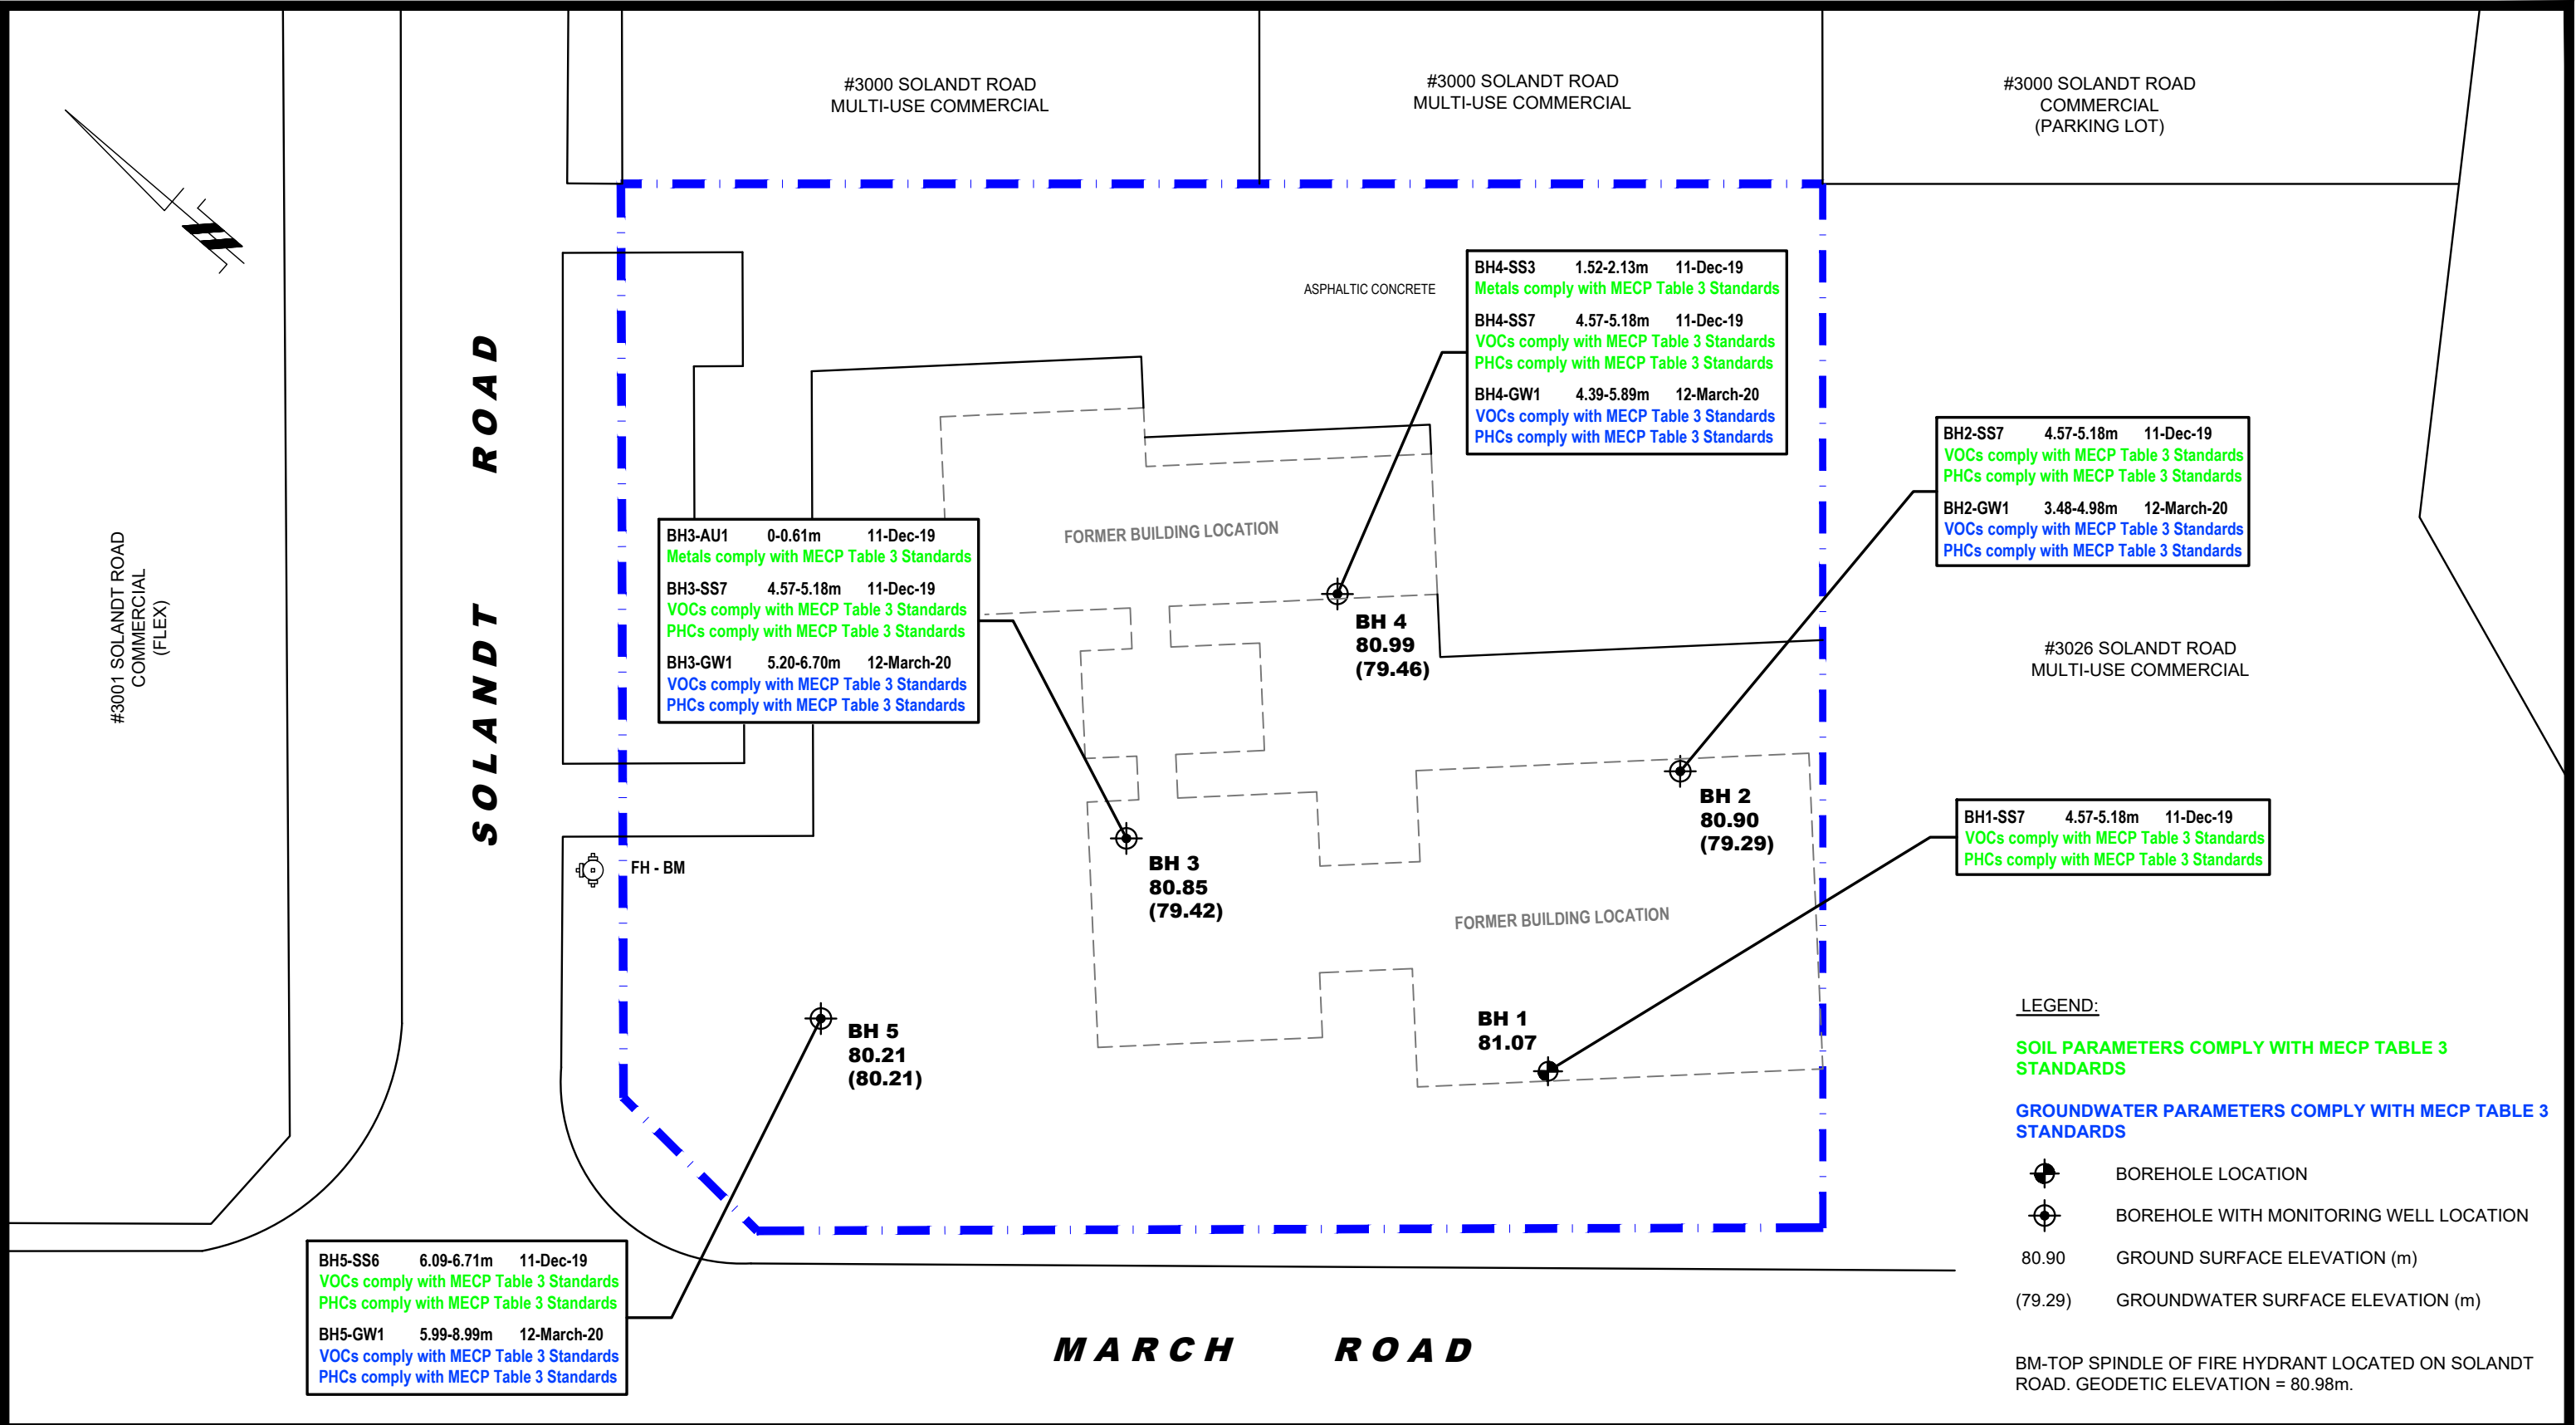 #3000 SOLANDT ROAD
MULTI-USE COMMERCIAL
#3000 SOLANDT ROAD
MULTI-USE COMMERCIAL
#3000 SOLANDT ROAD
COMMERCIAL
(PARKING LOT)
ASPHALTIC CONCRETE
BH4-SS3 1.52-2.13m 11-Dec-19
Metals comply with MECP Table 3 Standards
BH4-SS7 4.57-5.18m 11-Dec-19
VOCs comply with MECP Table 3 Standards
PHCs comply with MECP Table 3 Standards
BH4-GW1 4.39-5.89m 12-March-20
VOCs comply with MECP Table 3 Standards
PHCs comply with MECP Table 3 Standards
BH2-SS7 4.57-5.18m 11-Dec-19
VOCs comply with MECP Table 3 Standards
PHCs comply with MECP Table 3 Standards
BH2-GW1 3.48-4.98m 12-March-20
VOCs comply with MECP Table 3 Standards
PHCs comply with MECP Table 3 Standards
#3001 SOLANDT ROAD
COMMERCIAL
(FLEX)
SOLANDT ROAD
BH3-AU1 0-0.61m 11-Dec-19
Metals comply with MECP Table 3 Standards
BH3-SS7 4.57-5.18m 11-Dec-19
VOCs comply with MECP Table 3 Standards
PHCs comply with MECP Table 3 Standards
BH3-GW1 5.20-6.70m 12-March-20
VOCs comply with MECP Table 3 Standards
PHCs comply with MECP Table 3 Standards
FORMER BUILDING LOCATION
BH 4
80.99
(79.46)
#3026 SOLANDT ROAD
MULTI-USE COMMERCIAL
BH 2
80.90
(79.29)
BH1-SS7 4.57-5.18m 11-Dec-19
VOCs comply with MECP Table 3 Standards
PHCs comply with MECP Table 3 Standards
FH - BM
BH 3
80.85
(79.42)
FORMER BUILDING LOCATION
BH 5
80.21
(80.21)
BH 1
81.07
BH5-SS6 6.09-6.71m 11-Dec-19
VOCs comply with MECP Table 3 Standards
PHCs comply with MECP Table 3 Standards
BH5-GW1 5.99-8.99m 12-March-20
VOCs comply with MECP Table 3 Standards
PHCs comply with MECP Table 3 Standards
MARCH ROAD
LEGEND:
SOIL PARAMETERS COMPLY WITH MECP TABLE 3
STANDARDS
GROUNDWATER PARAMETERS COMPLY WITH MECP TABLE 3
STANDARDS
BOREHOLE LOCATION
BOREHOLE WITH MONITORING WELL LOCATION
80.90 GROUND SURFACE ELEVATION (m)
(79.29) GROUNDWATER SURFACE ELEVATION (m)
BM-TOP SPINDLE OF FIRE HYDRANT LOCATED ON SOLANDT
ROAD. GEODETIC ELEVATION = 80.98m.